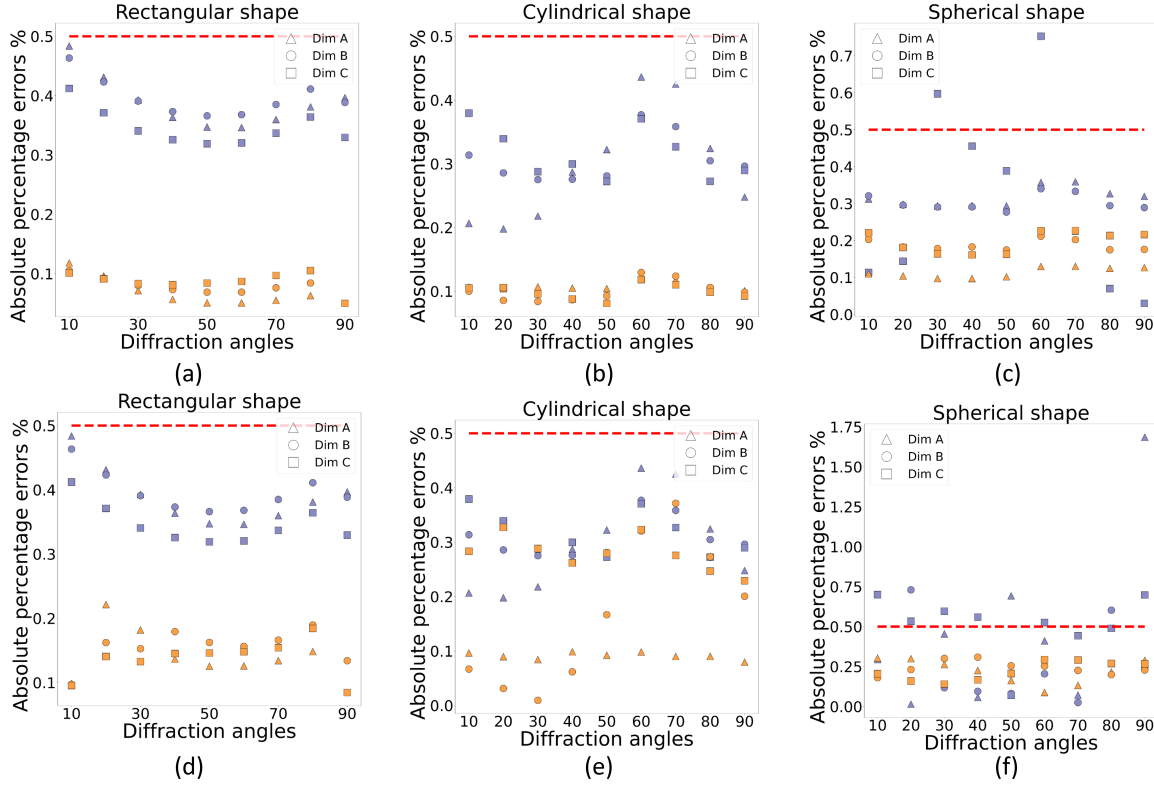 Rectangular shape
Absolute percentage errors %
0.5
0.4
0.3
0.2
0.1
Dim A
Dim B
Dim C
10 20 30 40 50 60 70 80 90
Diffraction angles
(a)
Cylindrical shape
Absolute percentage errors %
0.5
0.4
0.3
0.2
0.1
Dim A
Dim B
Dim C
10 20 30 40 50 60 70 80 90
Diffraction angles
(b)
Spherical shape
Absolute percentage errors %
0.7
0.6
0.5
0.4
0.3
0.2
0.1
0.0
Dim A
Dim B
Dim C
10 20 30 40 50 60 70 80 90
Diffraction angles
(c)
Rectangular shape
Absolute percentage errors %
0.5
0.4
0.3
0.2
0.1
Dim A
Dim B
Dim C
10 20 30 40 50 60 70 80 90
Diffraction angles
(d)
Cylindrical shape
Absolute percentage errors %
0.5
0.4
0.3
0.2
0.1
0.0
Dim A
Dim B
Dim C
10 20 30 40 50 60 70 80 90
Diffraction angles
(e)
Spherical shape
Absolute percentage errors %
1.75
1.50
1.25
1.00
0.75
0.50
0.25
0.00
Dim A
Dim B
Dim C
10 20 30 40 50 60 70 80 90
Diffraction angles
(f)